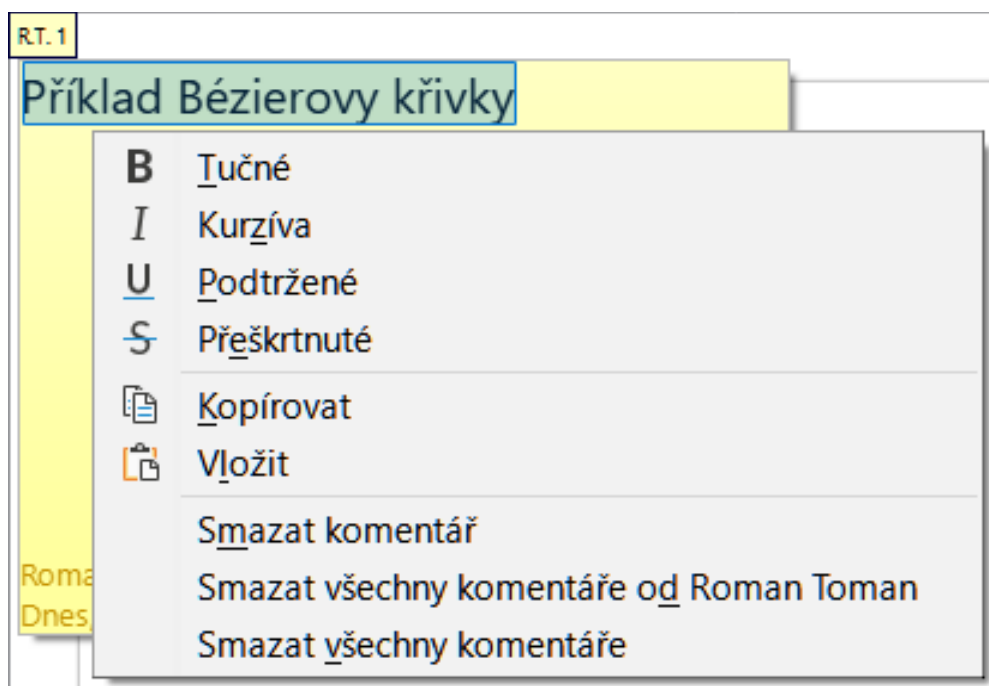 R.T. 1
Příklad Bézierovy křivky
B Tučné
I Kurzíva
U Podtržené
S Přeškrtnuté
Kopírovat
Vložit
Smazat komentář
Smazat všechny komentáře od Roman Toman
Smazat všechny komentáře
Dnes,